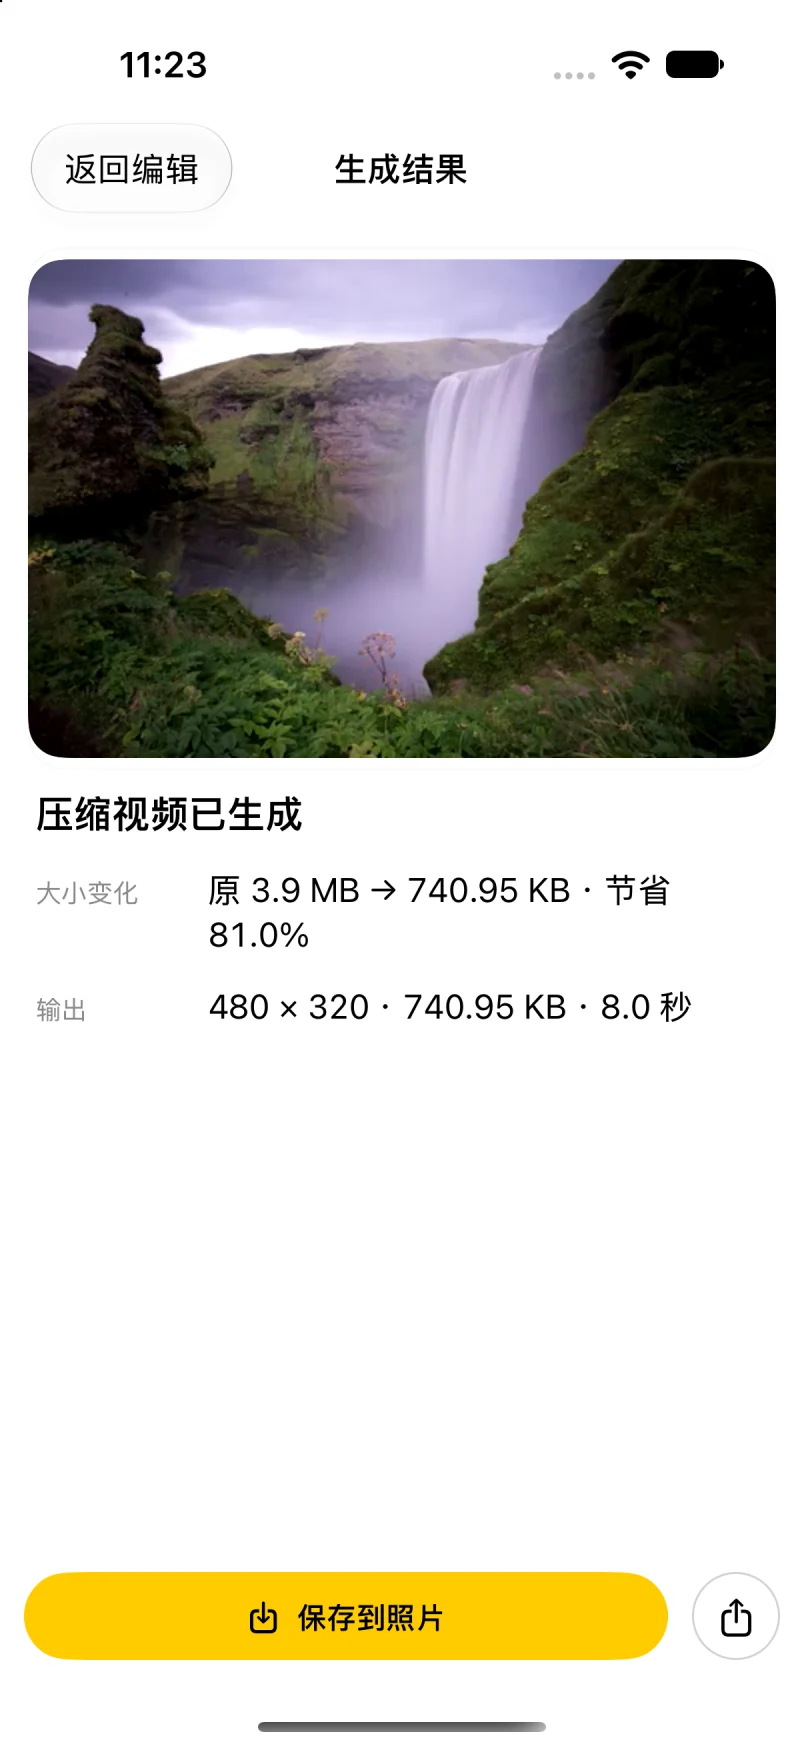 11:23
返回编辑
生成结果
压缩视频已生成
大小变化
原 3.9 MB → 740.95 KB · 节省
81.0%
输出
480 × 320 · 740.95 KB · 8.0 秒
保存到照片